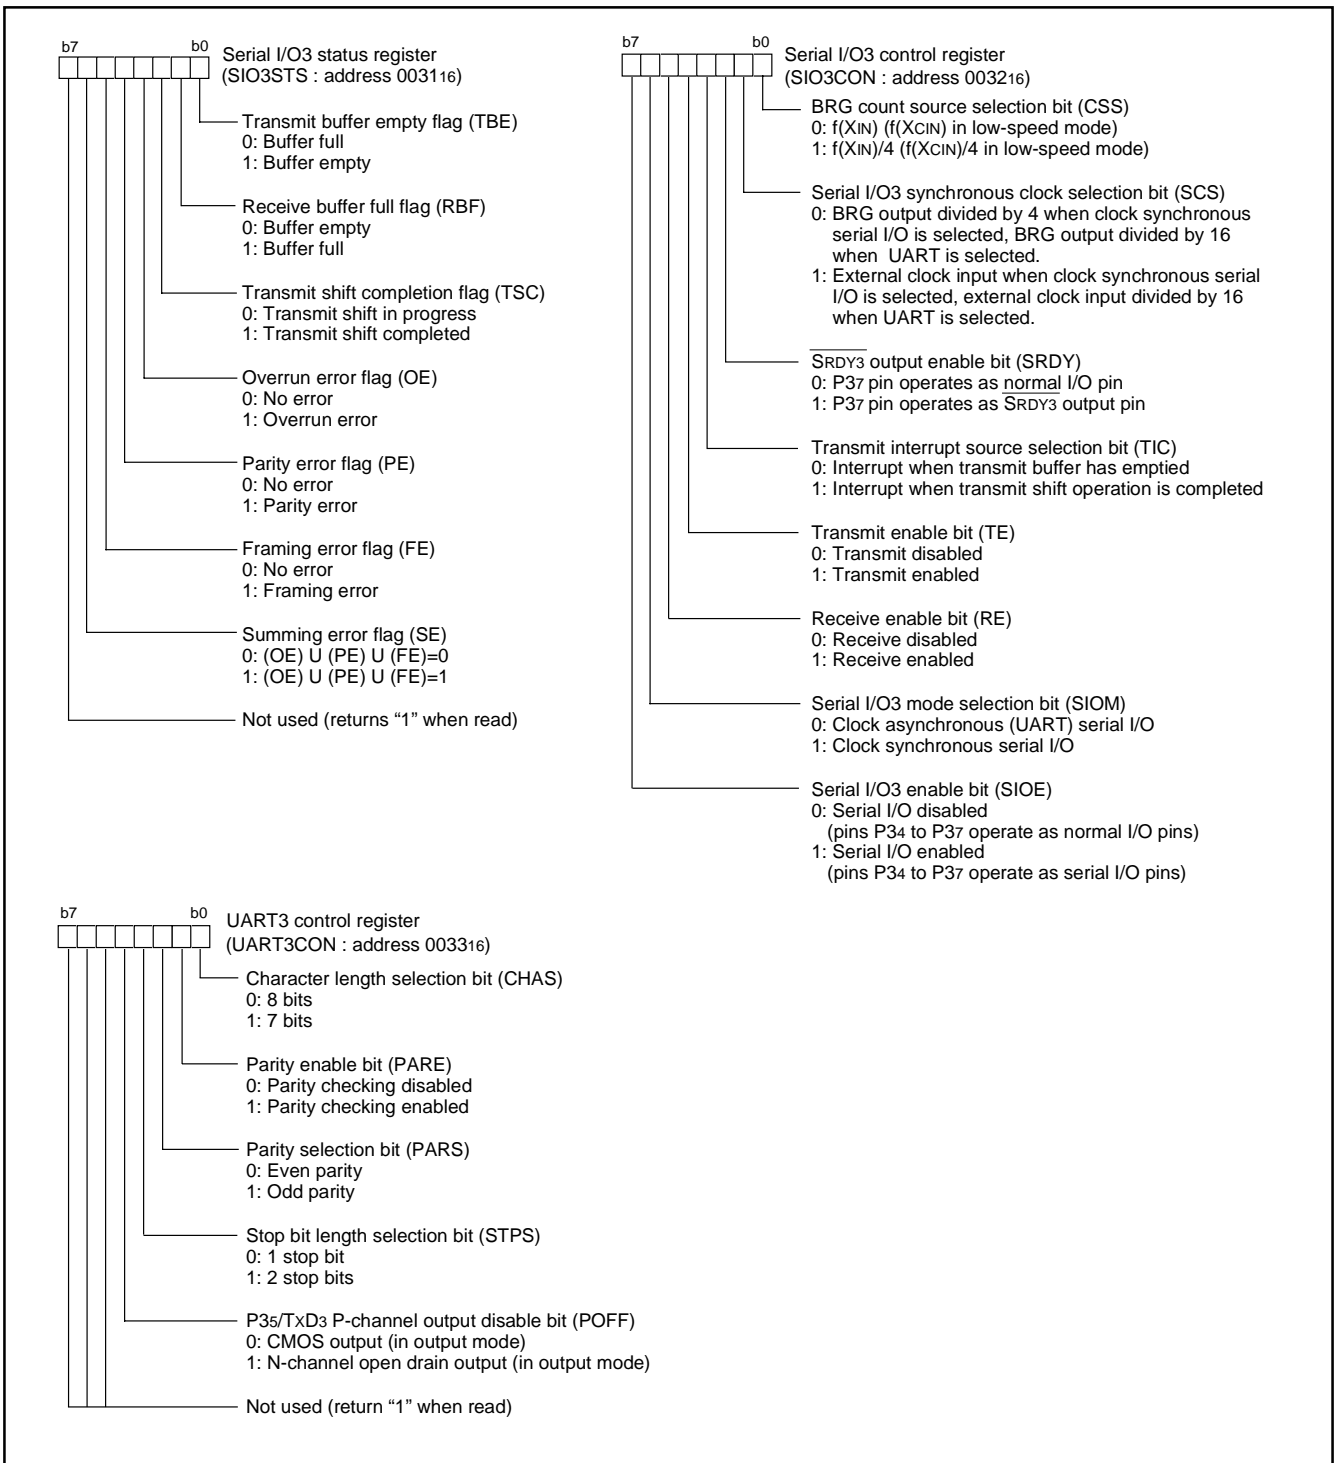 b7 b0 Serial I/O3 status register
(SIO3STS : address 003116)
Transmit buffer empty flag (TBE)
0: Buffer full
1: Buffer empty
Receive buffer full flag (RBF)
0: Buffer empty
1: Buffer full
Transmit shift completion flag (TSC)
0: Transmit shift in progress
1: Transmit shift completed
Overrun error flag (OE)
0: No error
1: Overrun error
Parity error flag (PE)
0: No error
1: Parity error
Framing error flag (FE)
0: No error
1: Framing error
Summing error flag (SE)
0: (OE) U (PE) U (FE)=0
1: (OE) U (PE) U (FE)=1
Not used (returns “1” when read)
b7 b0 Serial I/O3 control register
(SIO3CON : address 003216)
BRG count source selection bit (CSS)
0: f(XIN) (f(XCIN) in low-speed mode)
1: f(XIN)/4 (f(XCIN)/4 in low-speed mode)
Serial I/O3 synchronous clock selection bit (SCS)
0: BRG output divided by 4 when clock synchronous
serial I/O is selected, BRG output divided by 16
when UART is selected.
1: External clock input when clock synchronous serial
I/O is selected, external clock input divided by 16
when UART is selected.
SRDY3 output enable bit (SRDY)
0: P37 pin operates as normal I/O pin
1: P37 pin operates as SRDY3 output pin
Transmit interrupt source selection bit (TIC)
0: Interrupt when transmit buffer has emptied
1: Interrupt when transmit shift operation is completed
Transmit enable bit (TE)
0: Transmit disabled
1: Transmit enabled
Receive enable bit (RE)
0: Receive disabled
1: Receive enabled
Serial I/O3 mode selection bit (SIOM)
0: Clock asynchronous (UART) serial I/O
1: Clock synchronous serial I/O
Serial I/O3 enable bit (SIOE)
0: Serial I/O disabled
(pins P34 to P37 operate as normal I/O pins)
1: Serial I/O enabled
(pins P34 to P37 operate as serial I/O pins)
b7 b0 UART3 control register
(UART3CON : address 003316)
Character length selection bit (CHAS)
0: 8 bits
1: 7 bits
Parity enable bit (PARE)
0: Parity checking disabled
1: Parity checking enabled
Parity selection bit (PARS)
0: Even parity
1: Odd parity
Stop bit length selection bit (STPS)
0: 1 stop bit
1: 2 stop bits
P35/TXD3 P-channel output disable bit (POFF)
0: CMOS output (in output mode)
1: N-channel open drain output (in output mode)
Not used (return “1” when read)